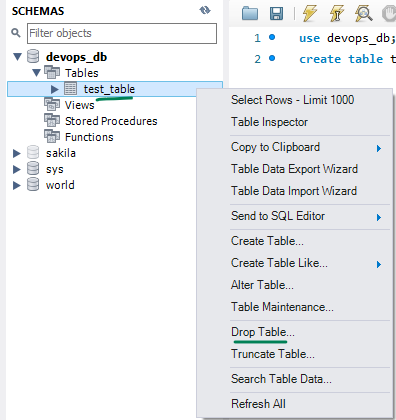 SCHEMAS
Filter objects
devops_db
Tables
test_table
Views
Stored Procedures
Functions
sakila
sys
world
1 use devops_db;
2 create table t
Select Rows - Limit 1000
Table Inspector
Copy to Clipboard
Table Data Export Wizard
Table Data Import Wizard
Send to SQL Editor
Create Table...
Create Table Like...
Alter Table...
Table Maintenance...
Drop Table...
Truncate Table...
Search Table Data...
Refresh All